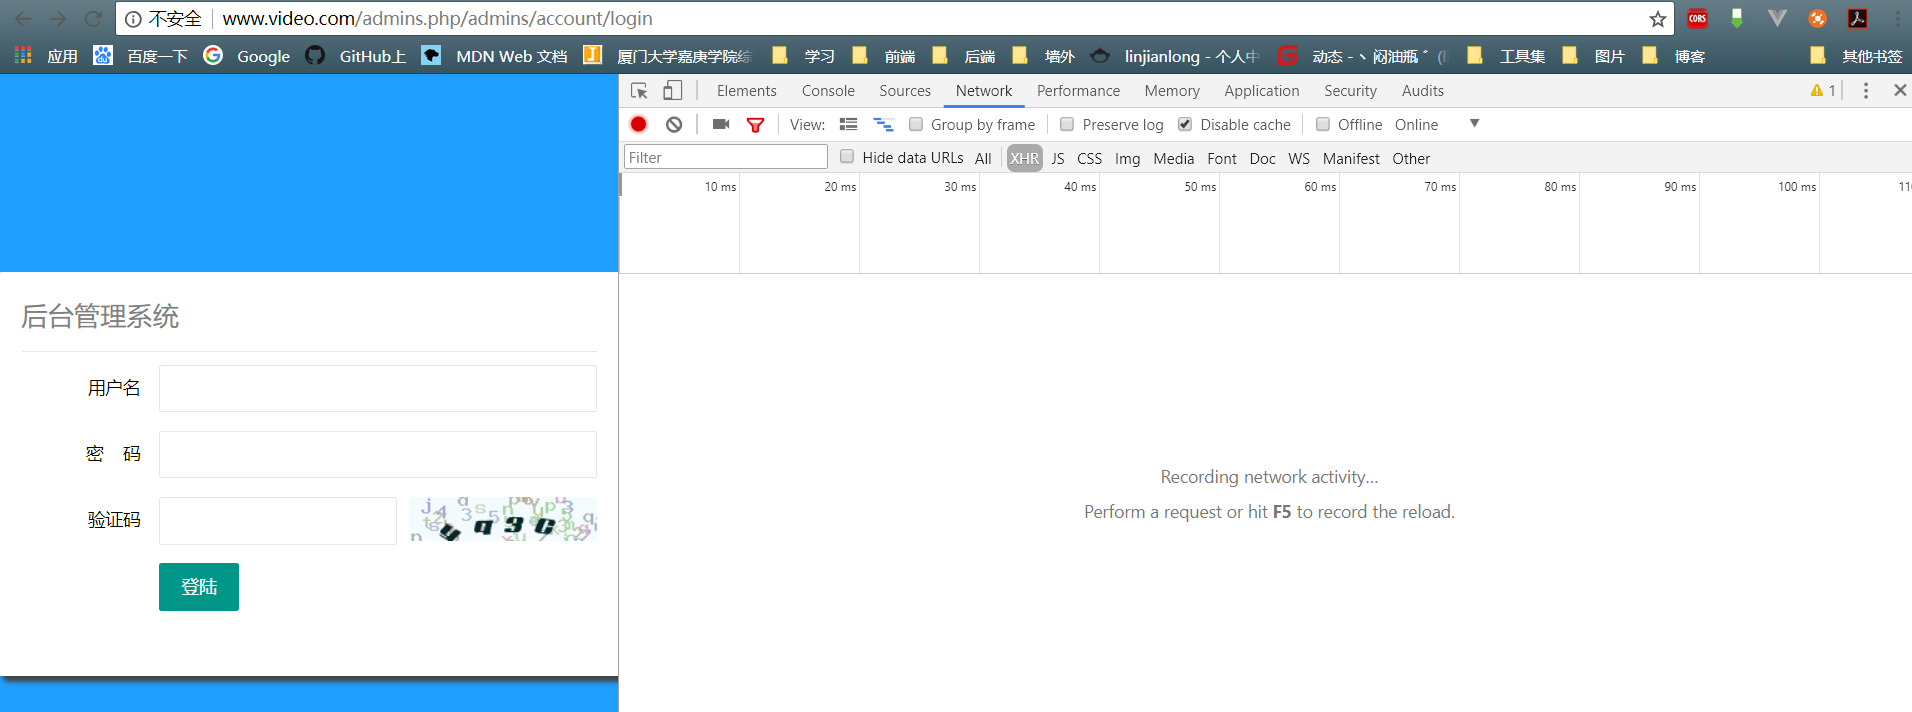 不安全 www.video.com/admins.php/admins/account/login
应用 百度一下 Google GitHub上 MDN Web 文档 厦门大学嘉庚学院综 学习 前端 后端 墙外 linjianlong - 个人中 动态 - 丶闷油瓶 工具集 图片 博客 其他书签
Elements Console Sources Network Performance Memory Application Security Audits 1
View: Group by frame Preserve log Disable cache Offline Online
Filter Hide data URLs All XHR JS CSS Img Media Font Doc WS Manifest Other
10 ms 20 ms 30 ms 40 ms 50 ms 60 ms 70 ms 80 ms 90 ms 100 ms 11
后台管理系统
用户名
密 码
验证码
登陆
Recording network activity...
Perform a request or hit F5 to record the reload.